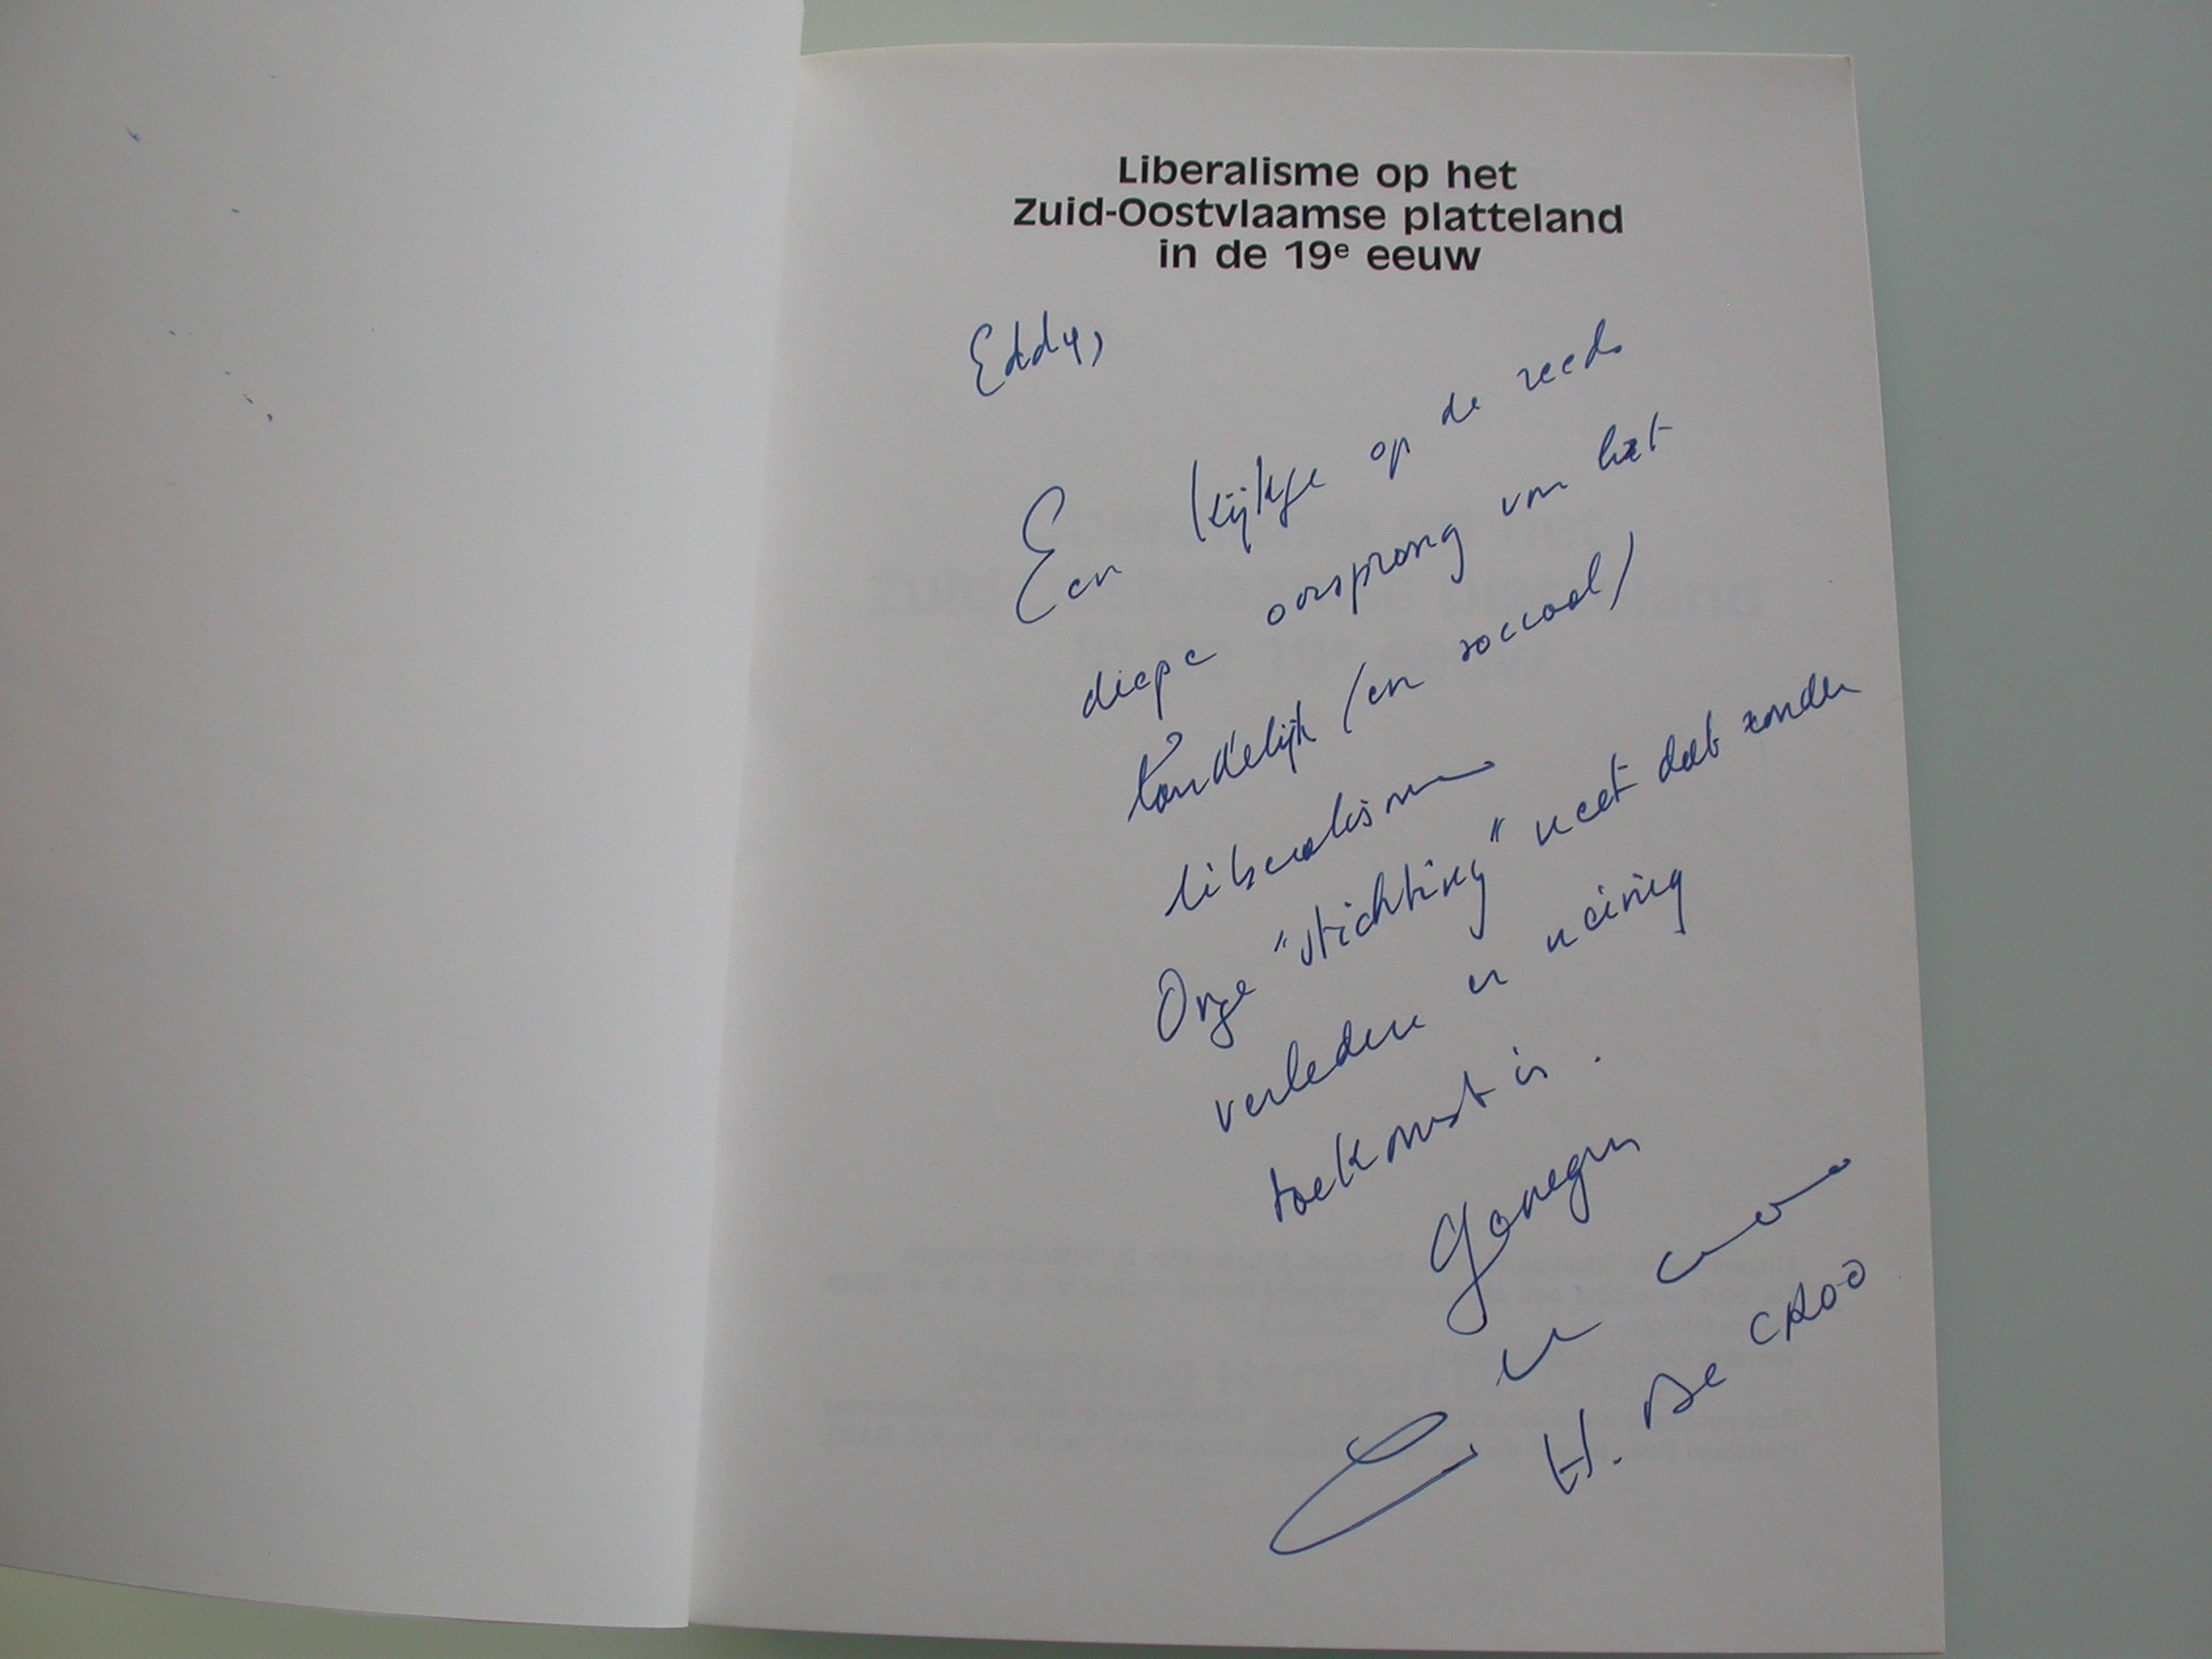 Liberalisme op het
Zuid-Oostvlaamse platteland
in de 19e eeuw
Eddy,
Een kijkje op de reeds
diepe oorsprong van het
landelijk (en sociaal)
liberalisme
Onze "stichting" weet dat zonder
verleden er weinig
toekomst is.
Genegen
H. De CROO